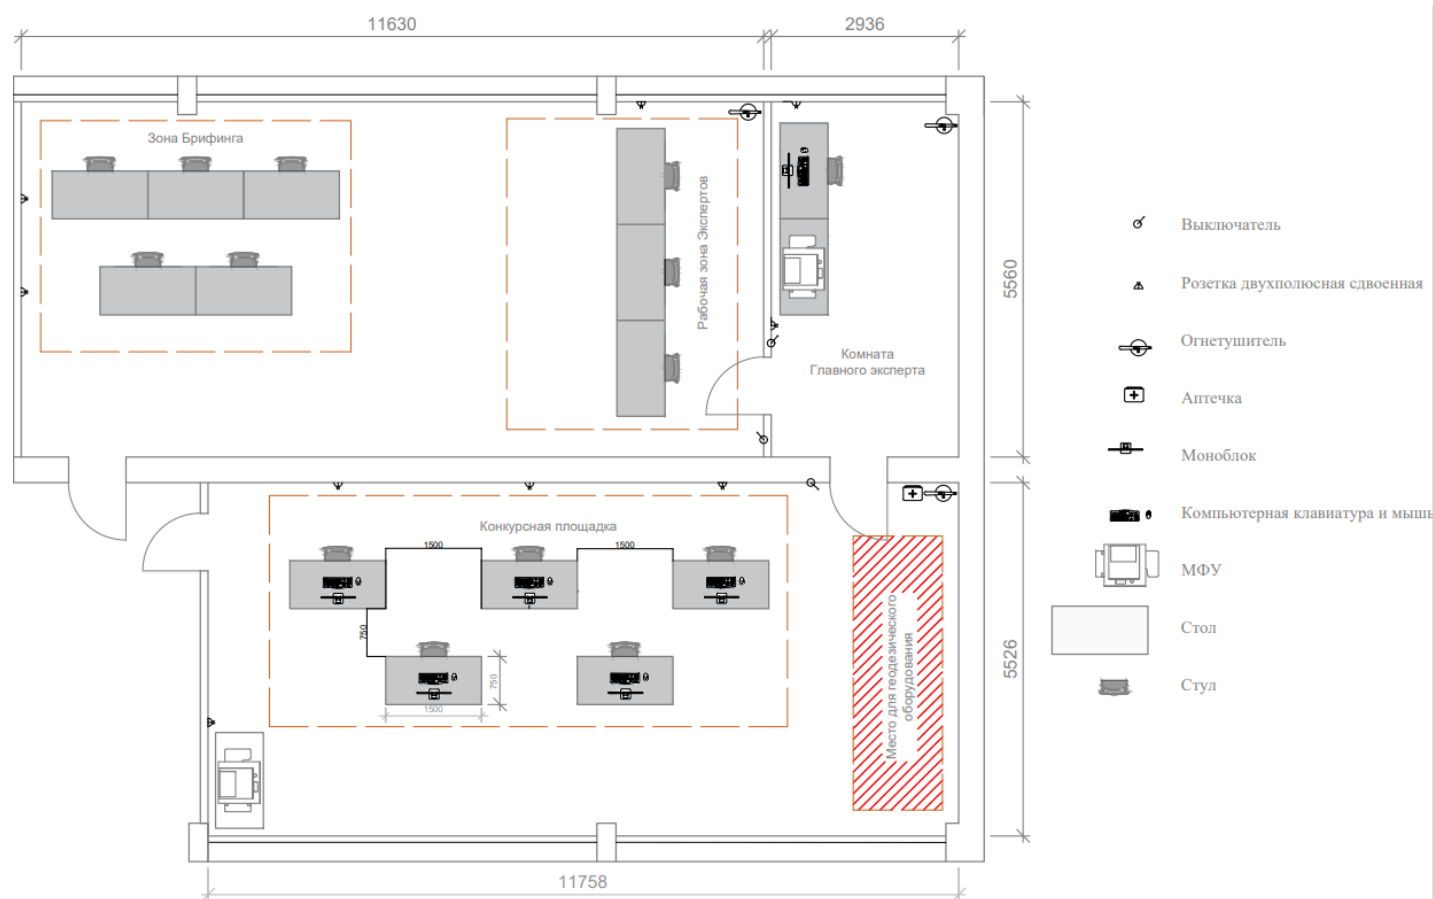 11630
2936
Зона Брифинга
Рабочая зона Экспертов
5560
Комната
Главного эксперта
Конкурсная площадка
1500
1500
750
750
1500
Место для геодезического
оборудования
5526
11758
Выключатель
Розетка двухполюсная сдвоенная
Огнетушитель
Аптечка
Моноблок
Компьютерная клавиатура и мышь
МФУ
Стол
Стул